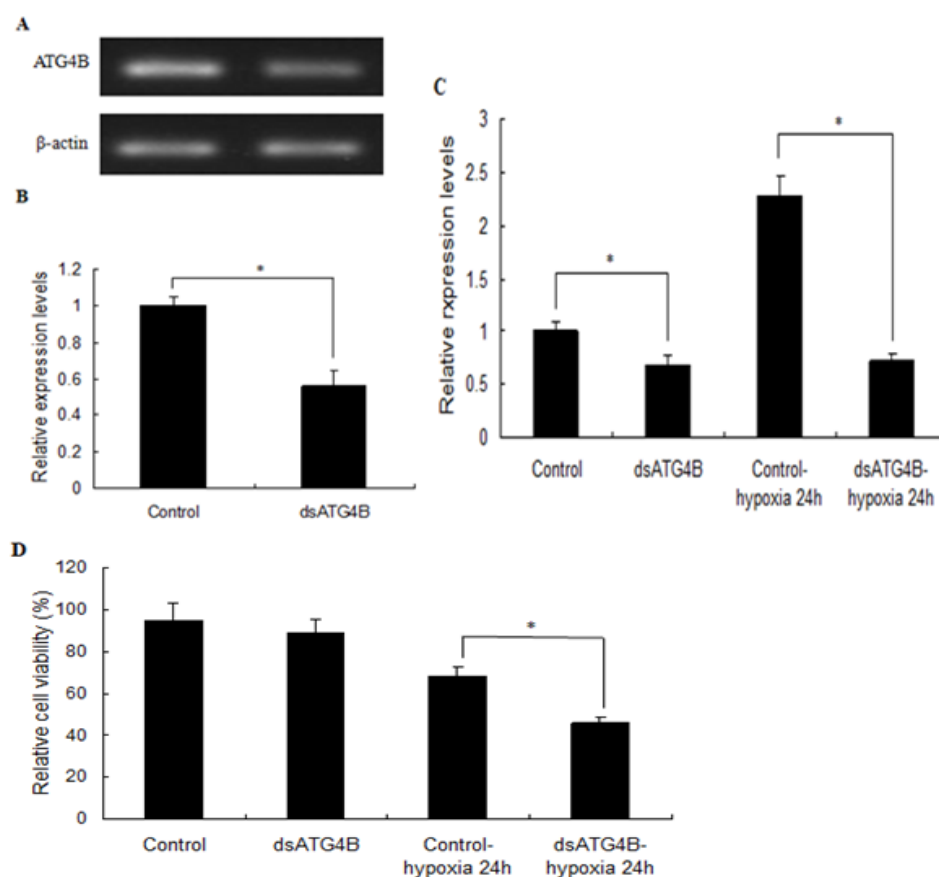 A
ATG4B
β-actin
B
Relative expression levels
1.2
1
0.8
0.6
0.4
0.2
0
*
Control
dsATG4B
C
Relative rxpression levels
3
2.5
2
1.5
1
0.5
0
*
*
Control
dsATG4B
Control-
hypoxia 24h
dsATG4B-
hypoxia 24h
D
Relative cell viability (%)
120
100
80
60
40
20
0
*
Control
dsATG4B
Control-
hypoxia 24h
dsATG4B-
hypoxia 24h